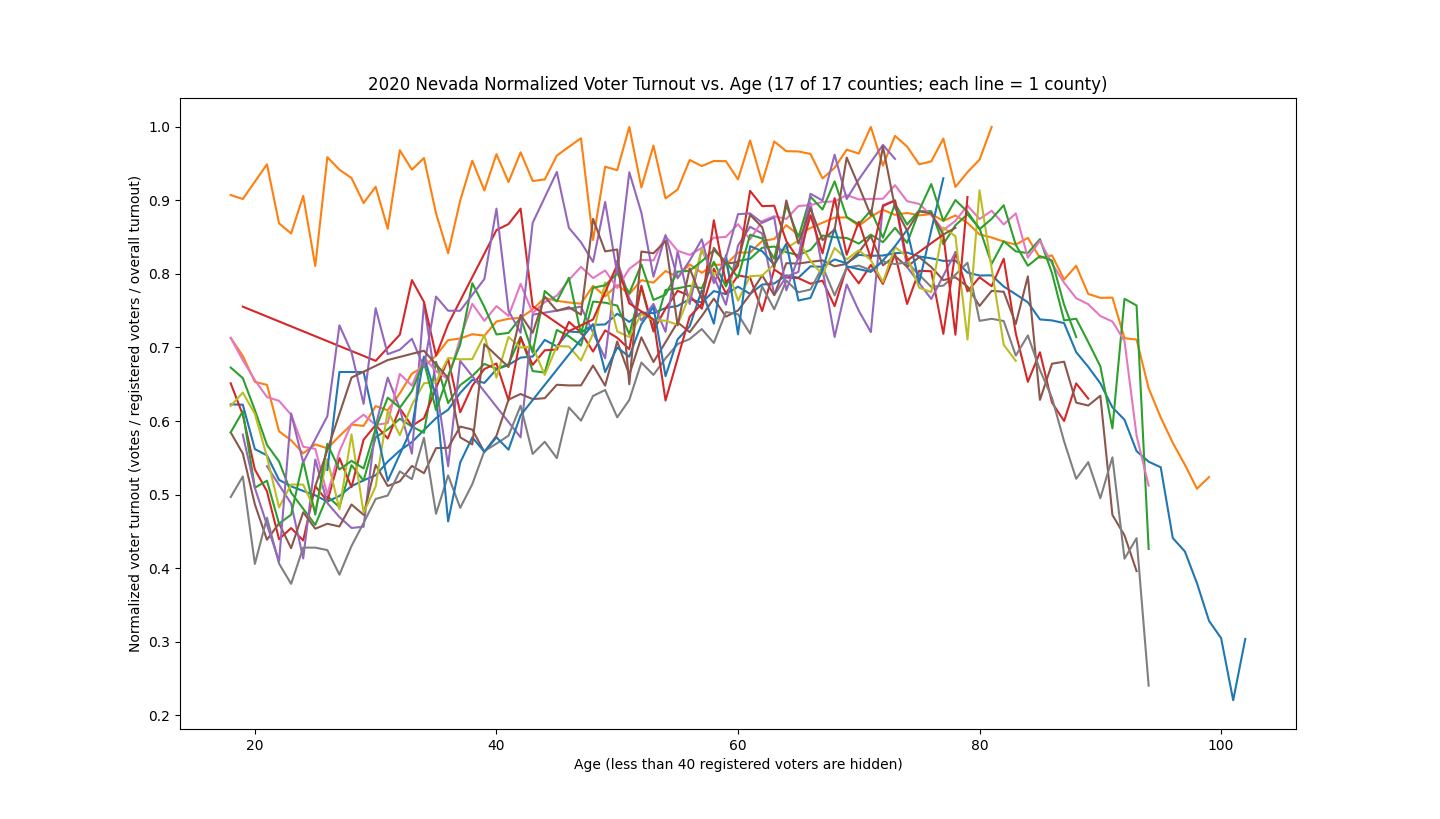 2020 Nevada Normalized Voter Turnout vs. Age (17 of 17 counties; each line = 1 county)
Normalized voter turnout (votes / registered voters / overall turnout)
1.0
0.9
0.8
0.7
0.6
0.5
0.4
0.3
0.2
20 40 60 80 100
Age (less than 40 registered voters are hidden)